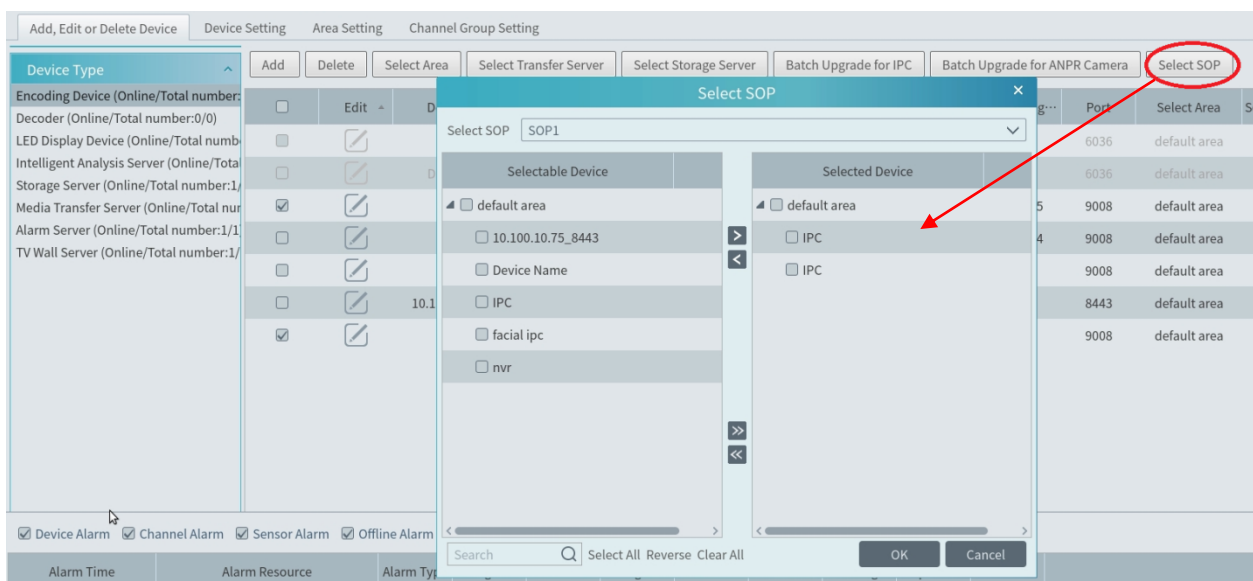 Add, Edit or Delete Device Device Setting Area Setting Channel Group Setting
Device Type
Encoding Device (Online/Total number:
Decoder (Online/Total number:0/0)
LED Display Device (Online/Total numb
Intelligent Analysis Server (Online/Total
Storage Server (Online/Total number:1/
Media Transfer Server (Online/Total nur
Alarm Server (Online/Total number:1/1
TV Wall Server (Online/Total number:1/
Add Delete Select Area Select Transfer Server Select Storage Server Batch Upgrade for IPC Batch Upgrade for ANPR Camera Select SOP
Edit D g… Port Select Area S
6036 default area
D 6036 default area
5 9008 default area
4 9008 default area
9008 default area
10.1 8443 default area
9008 default area
Select SOP
Select SOP SOP1
Selectable Device Selected Device
default area default area
10.100.10.75_8443 IPC
Device Name IPC
IPC
facial ipc
nvr
Search Select All Reverse Clear All OK Cancel
Device Alarm Channel Alarm Sensor Alarm Offline Alarm
Alarm Time Alarm Resource Alarm Typ